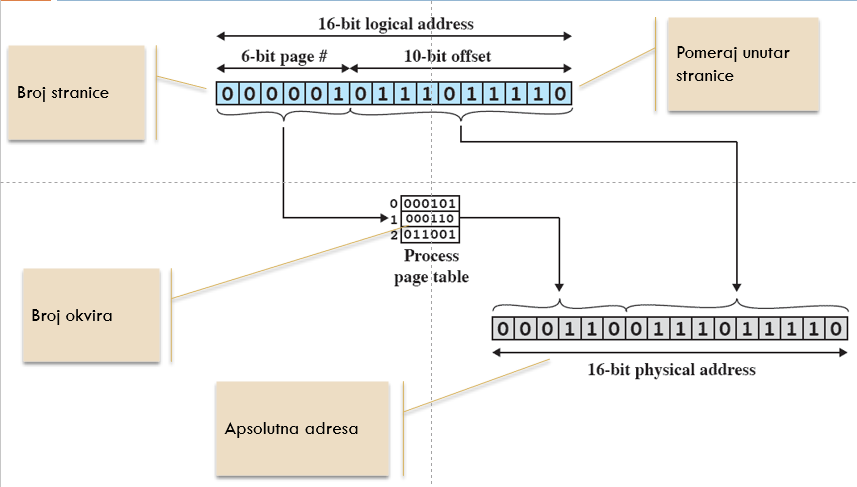 16-bit logical address
6-bit page #
10-bit offset
Broj stranice
0 0 0 0 0 1 0 1 1 1 0 1 1 1 1 0
Pomeraj unutar
stranice
0 000101
1 000110
2 011001
Process
page table
Broj okvira
0 0 0 1 1 0 0 1 1 1 0 1 1 1 1 0
16-bit physical address
Apsolutna adresa